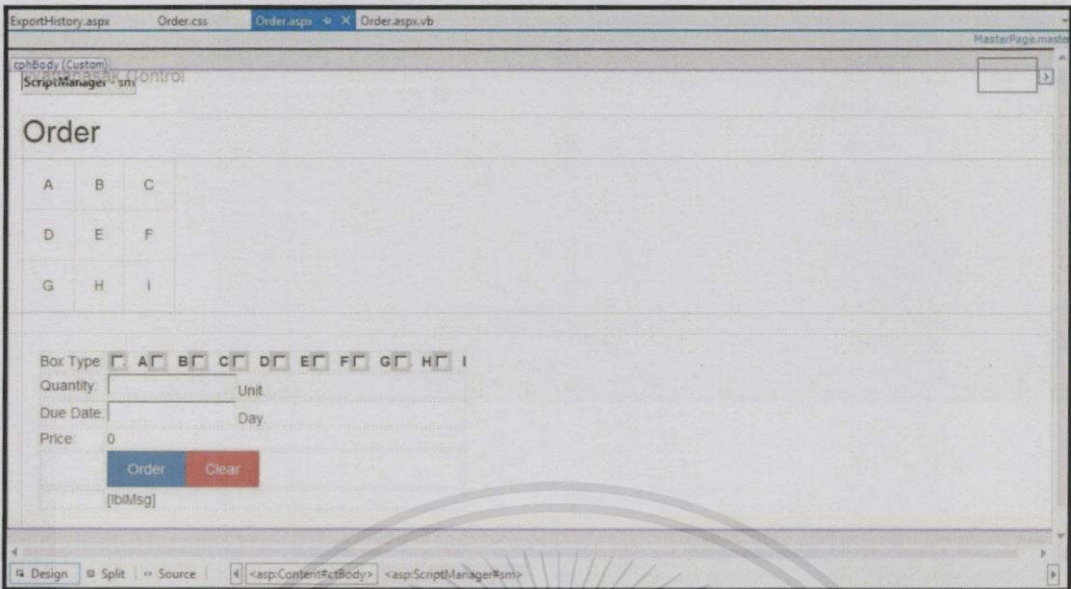 ExportHistory.aspx Order.css Order.aspx Order.aspx.vb
MasterPage.master
cphBody (Custom)
Control
ScriptManager - sm
Order
A B C
D E F
G H I
Box Type: A B C D E F G H I
Quantity: Unit
Due Date: Day
Price: 0
Order Clear
[lblMsg]
Design Split Source <asp:Content#ctBody> <asp:ScriptManager#sm>